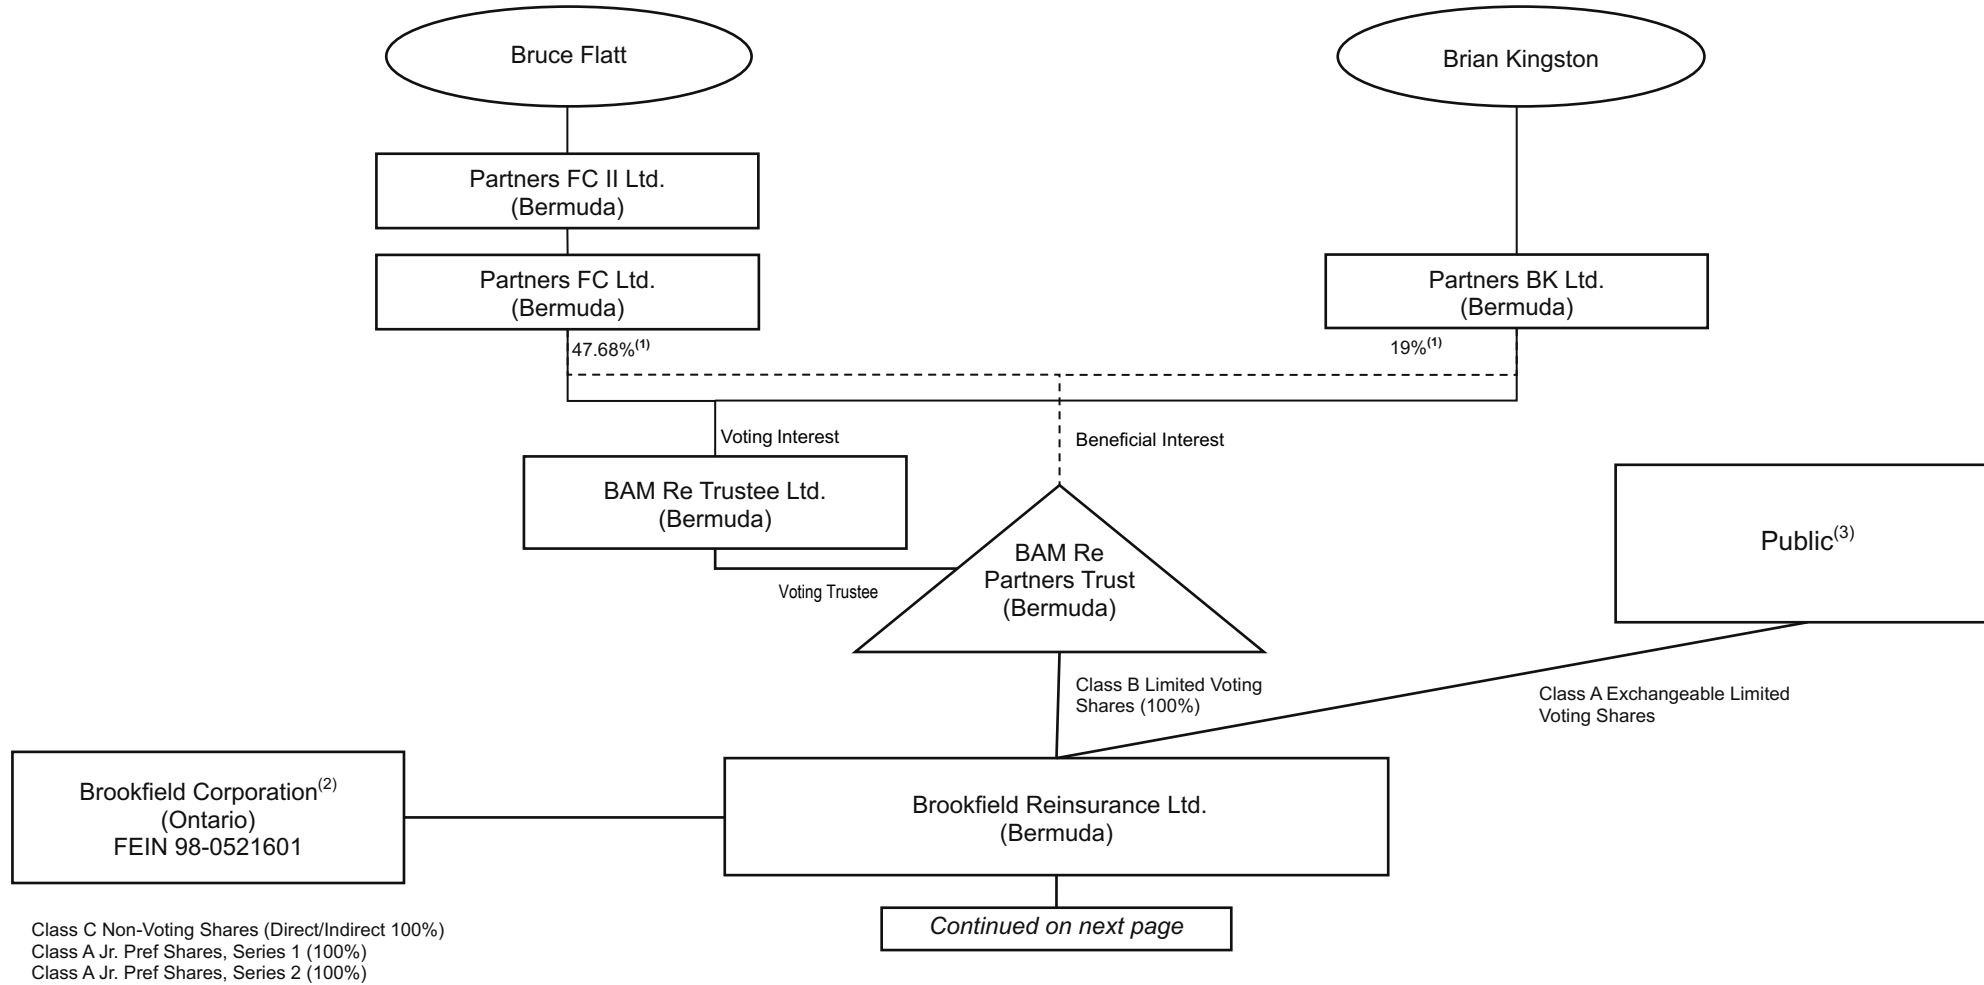 Bruce Flatt
Brian Kingston
Partners FC II Ltd.
(Bermuda)
Partners FC Ltd.
(Bermuda)
Partners BK Ltd.
(Bermuda)
47.68%(1)
19%(1)
Voting Interest
Beneficial Interest
BAM Re Trustee Ltd.
(Bermuda)
Voting Trustee
BAM Re
Partners Trust
(Bermuda)
Public(3)
Class B Limited Voting
Shares (100%)
Class A Exchangeable Limited
Voting Shares
Brookfield Corporation(2)
(Ontario)
FEIN 98-0521601
Brookfield Reinsurance Ltd.
(Bermuda)
Continued on next page
Class C Non-Voting Shares (Direct/Indirect 100%)
Class A Jr. Pref Shares, Series 1 (100%)
Class A Jr. Pref Shares, Series 2 (100%)